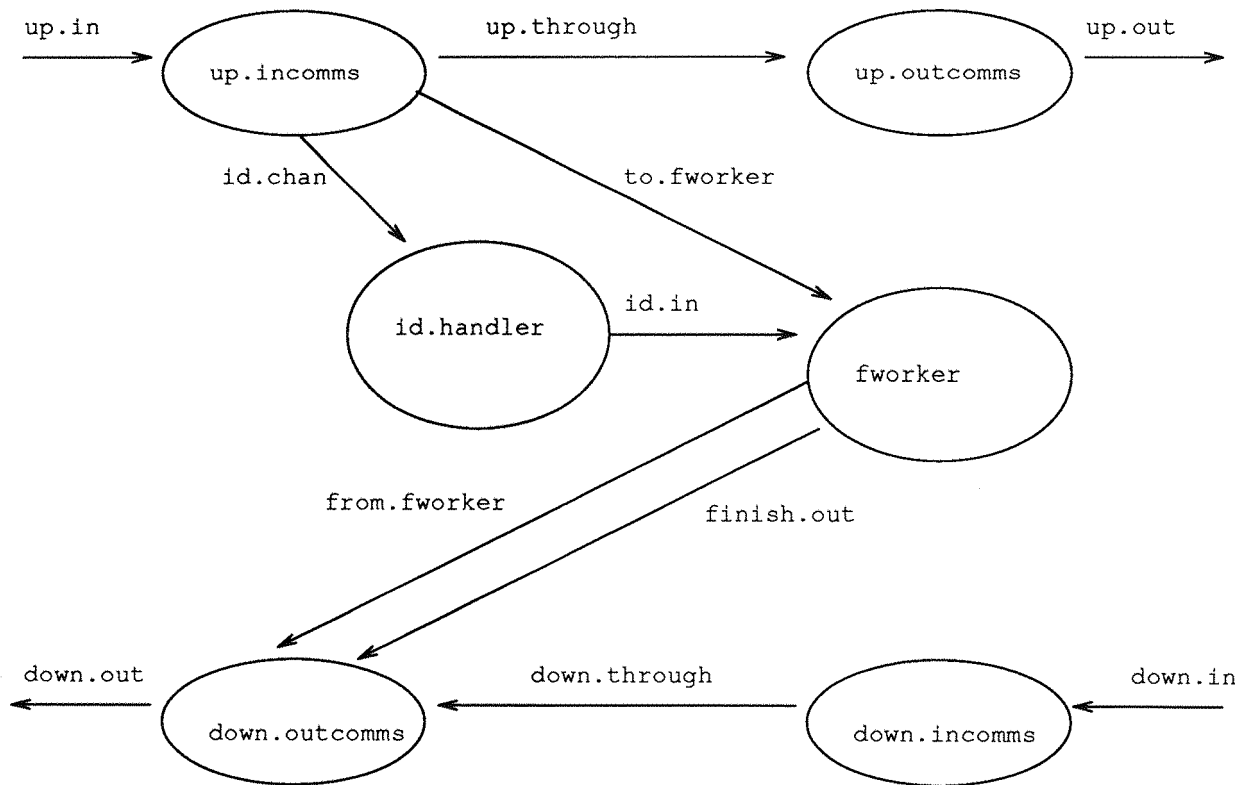 up.in
up.through
up.out
up.incomms
up.outcomms
id.chan
to.fworker
id.in
id.handler
fworker
from.fworker
finish.out
down.out
down.through
down.in
down.outcomms
down.incomms